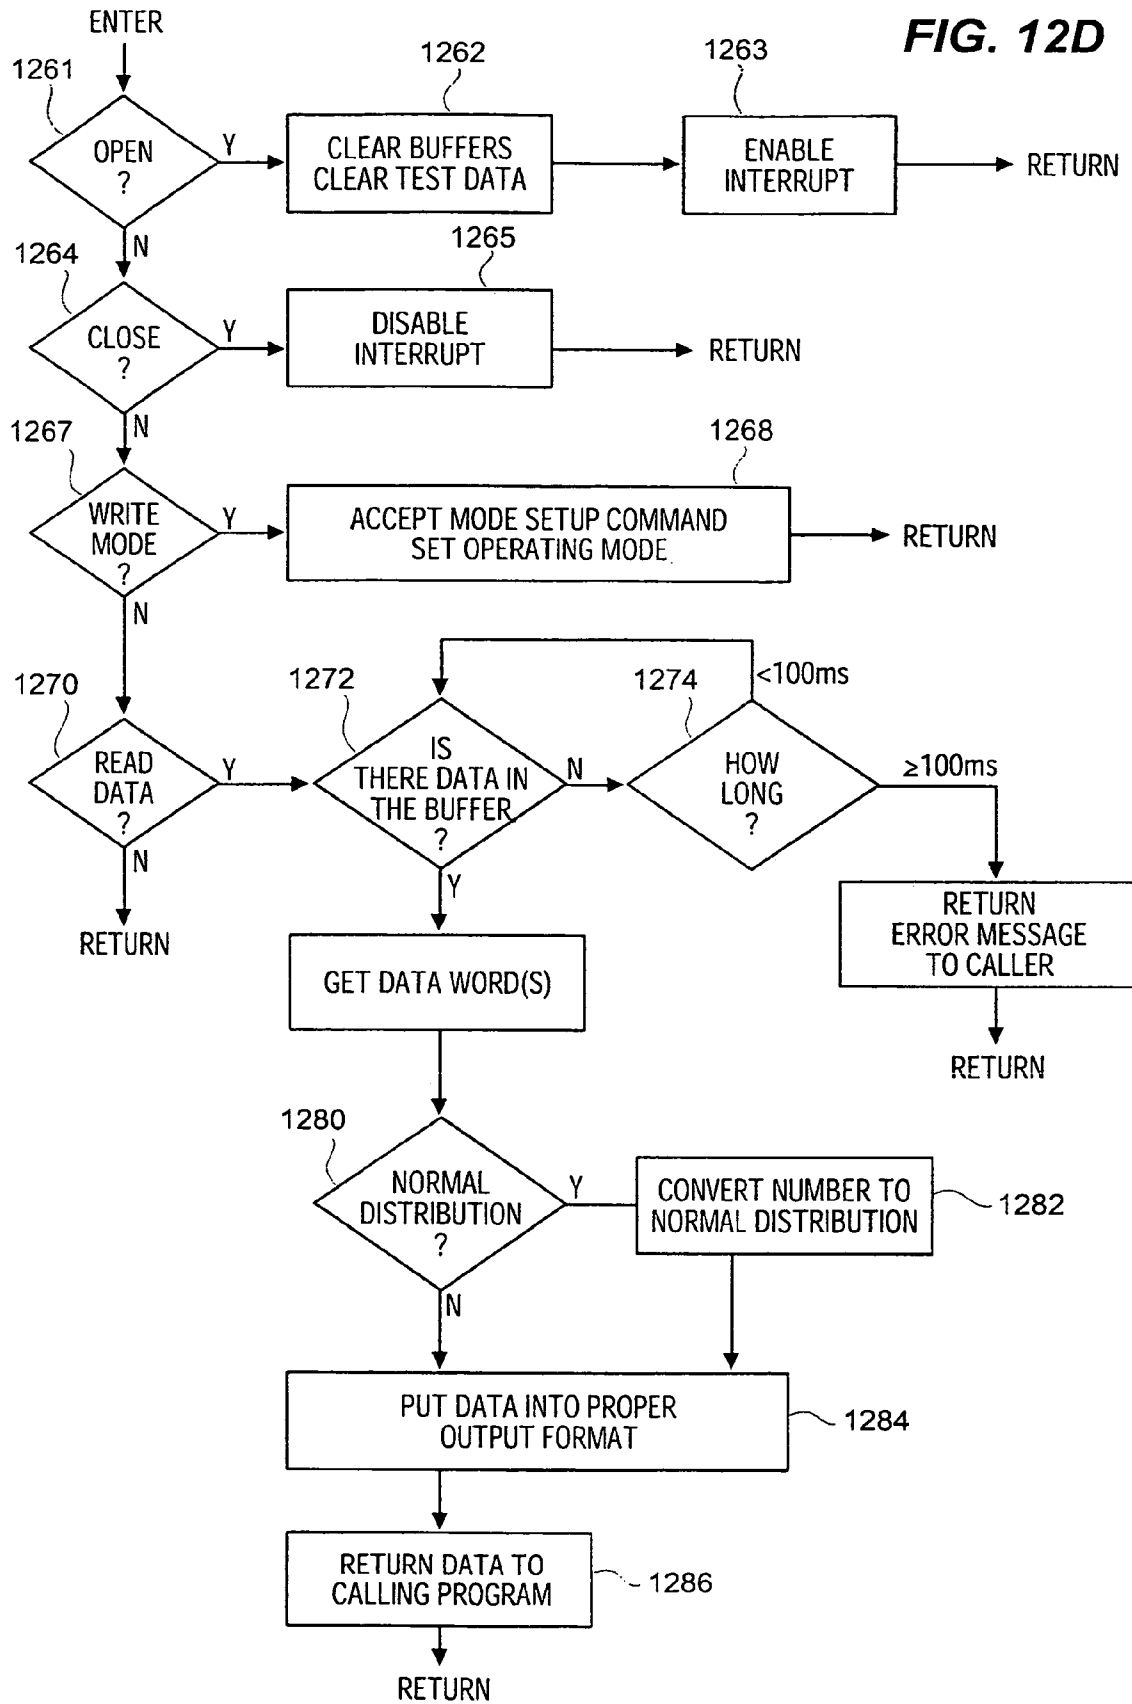 ENTER
FIG. 12D
1261
1262
1263
OPEN
?
Y
CLEAR BUFFERS
CLEAR TEST DATA
ENABLE
INTERRUPT
RETURN
N
1264
1265
CLOSE
?
Y
DISABLE
INTERRUPT
RETURN
N
1267
1268
WRITE
MODE
?
Y
ACCEPT MODE SETUP COMMAND
SET OPERATING MODE
RETURN
N
1270
1272
1274
<100ms
READ
DATA
?
Y
IS
THERE DATA IN
THE BUFFER
?
N
HOW
LONG
?
≥100ms
N
RETURN
Y
RETURN
ERROR MESSAGE
TO CALLER
RETURN
GET DATA WORD(S)
1280
NORMAL
DISTRIBUTION
?
Y
CONVERT NUMBER TO
NORMAL DISTRIBUTION
1282
N
PUT DATA INTO PROPER
OUTPUT FORMAT
1284
RETURN DATA TO
CALLING PROGRAM
1286
RETURN